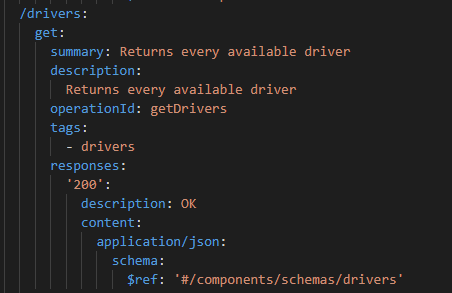 /drivers:
get:
summary: Returns every available driver
description:
Returns every available driver
operationId: getDrivers
tags:
- drivers
responses:
'200':
description: OK
content:
application/json:
schema:
$ref: '#/components/schemas/drivers'